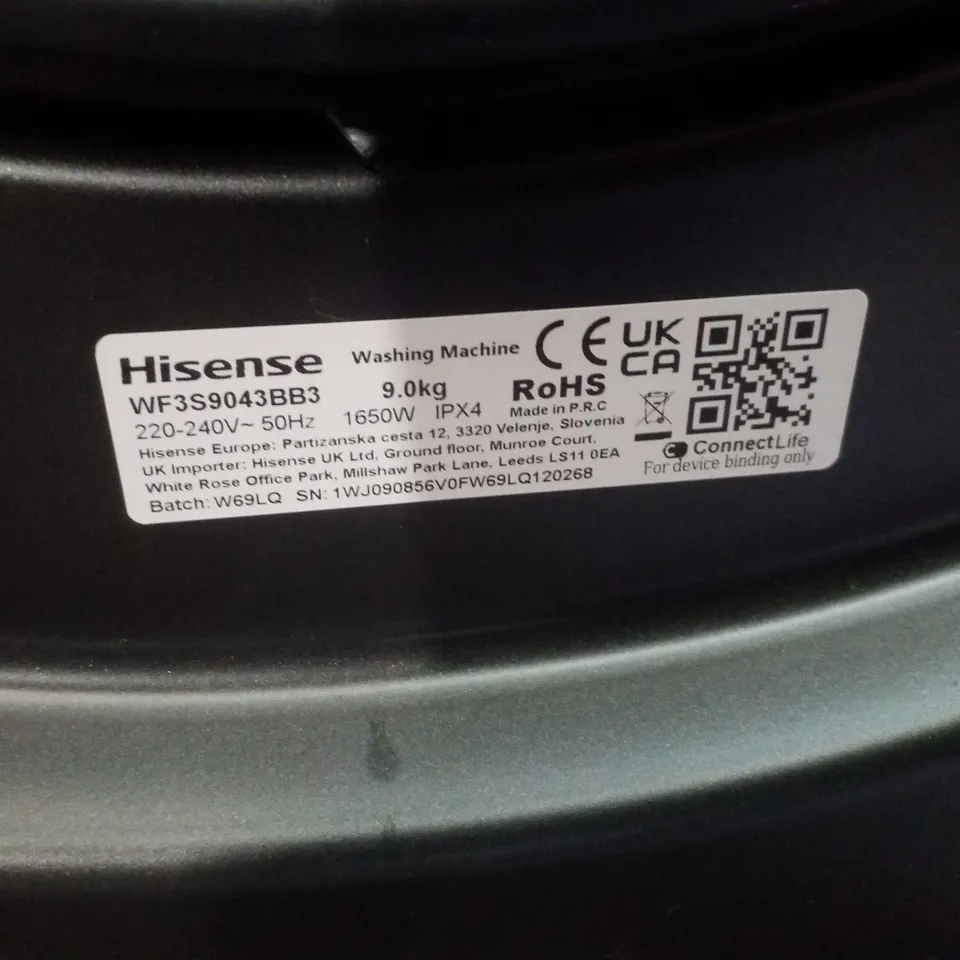 Hisense Washing Machine CE UK CA
WF3S9043BB3 9.0kg RoHS
220-240V~ 50Hz 1650W IPX4 Made in P.R.C
Hisense Europe: Partizanska cesta 12, 3320 Velenje, Slovenia
UK Importer: Hisense UK Ltd, Ground floor, Munroe Court,
White Rose Office Park, Millshaw Park Lane, Leeds LS11 0EA
Batch: W69LQ SN: 1WJ090856V0FW69LQ120268
ConnectLife
For device binding only